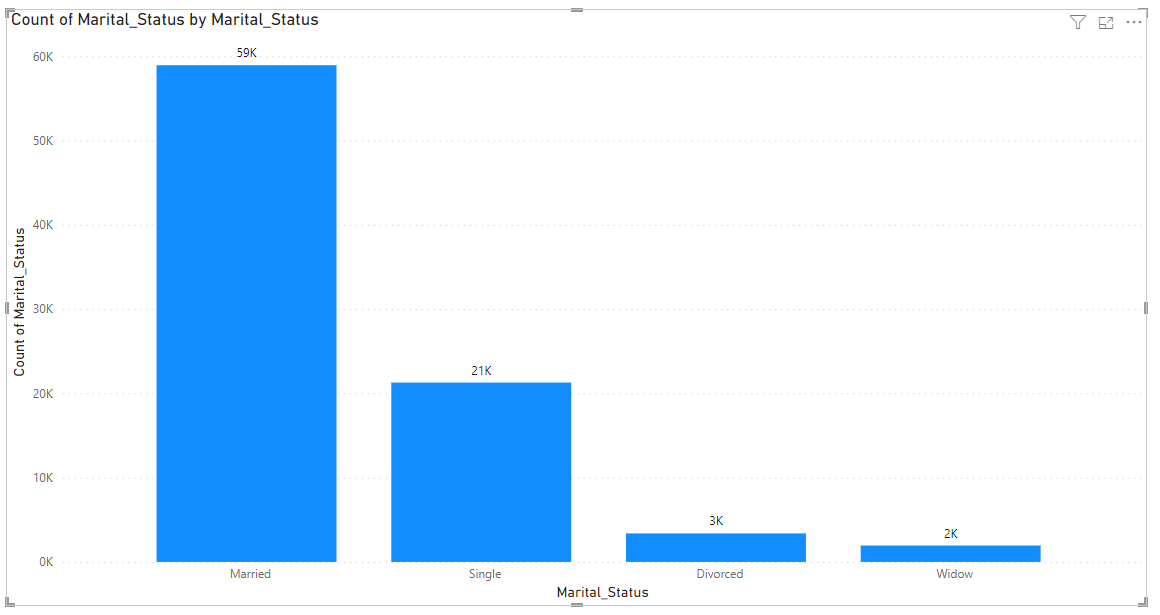 Count of Marital_Status by Marital_Status
Count of Marital_Status
60K
50K
40K
30K
20K
10K
0K
59K
21K
3K
2K
Married
Single
Divorced
Widow
Marital_Status